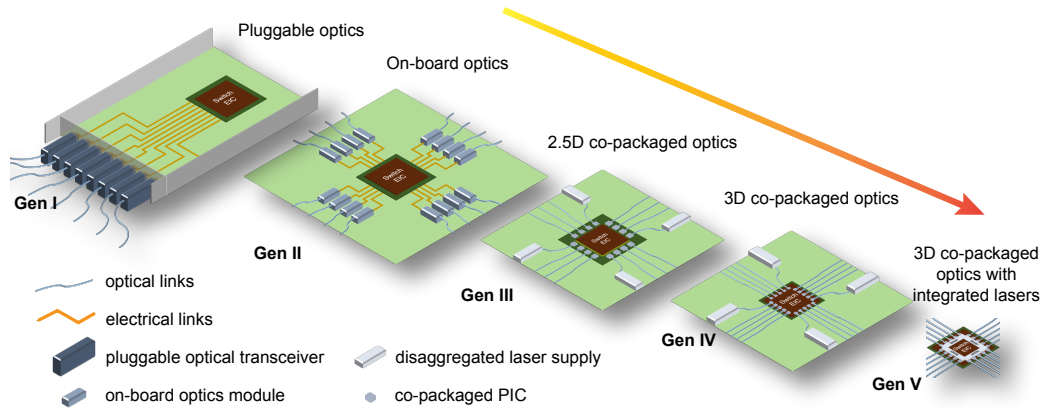 Pluggable optics
Switch
EIC
Gen I
On-board optics
Switch
EIC
Gen II
2.5D co-packaged optics
Switch
EIC
Gen III
3D co-packaged optics
Switch
EIC
Gen IV
3D co-packaged
optics with
integrated lasers
Switch
EIC
Gen V
optical links
electrical links
pluggable optical transceiver
on-board optics module
disaggregated laser supply
co-packaged PIC